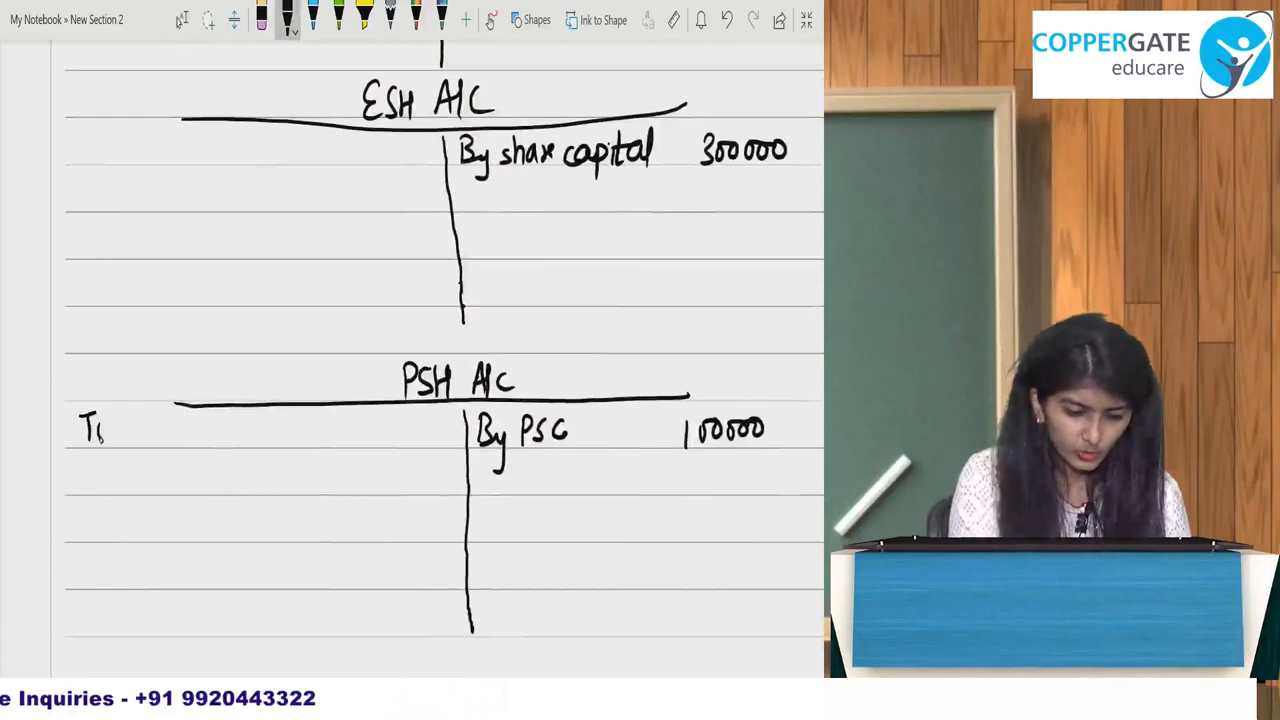 My Notebook » New Section 2
Shapes
Ink to Shape
COPPERGATE
educare
ESH A/C
By share capital 300000
PSH A/C
To By PSC 100000
e Inquiries - +91 9920443322